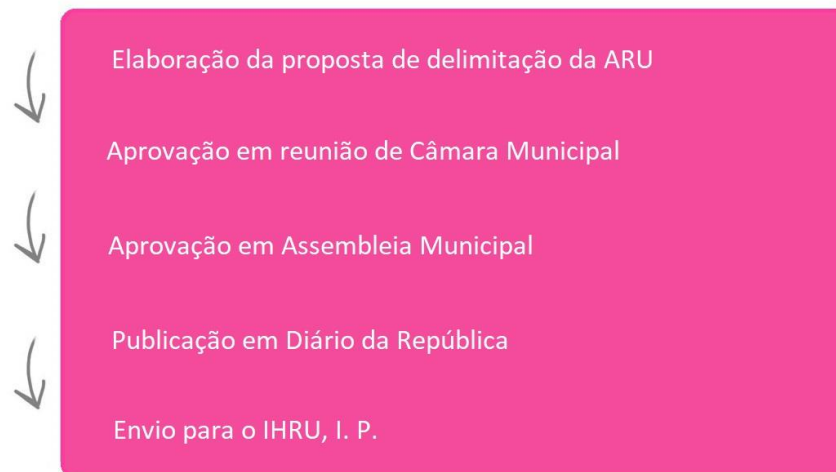 Elaboração da proposta de delimitação da ARU
Aprovação em reunião de Câmara Municipal
Aprovação em Assembleia Municipal
Publicação em Diário da República
Envio para o IHRU, I. P.